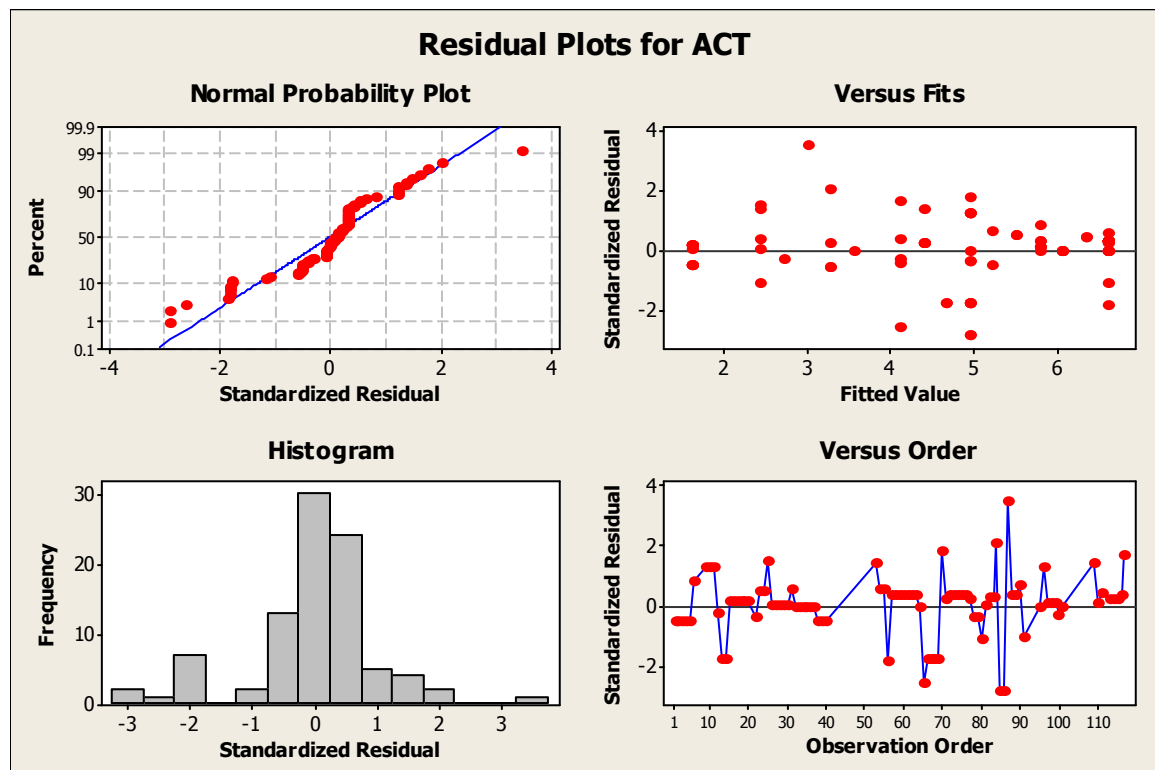 Residual Plots for ACT
Normal Probability Plot
99.9
99
90
50
10
1
0.1
Percent
-4 -2 0 2 4
Standardized Residual
Versus Fits
4
2
0
-2
Standardized Residual
2 3 4 5 6
Fitted Value
Histogram
30
20
10
0
Frequency
-3 -2 -1 0 1 2 3
Standardized Residual
Versus Order
4
2
0
-2
Standardized Residual
1 10 20 30 40 50 60 70 80 90 100 110
Observation Order